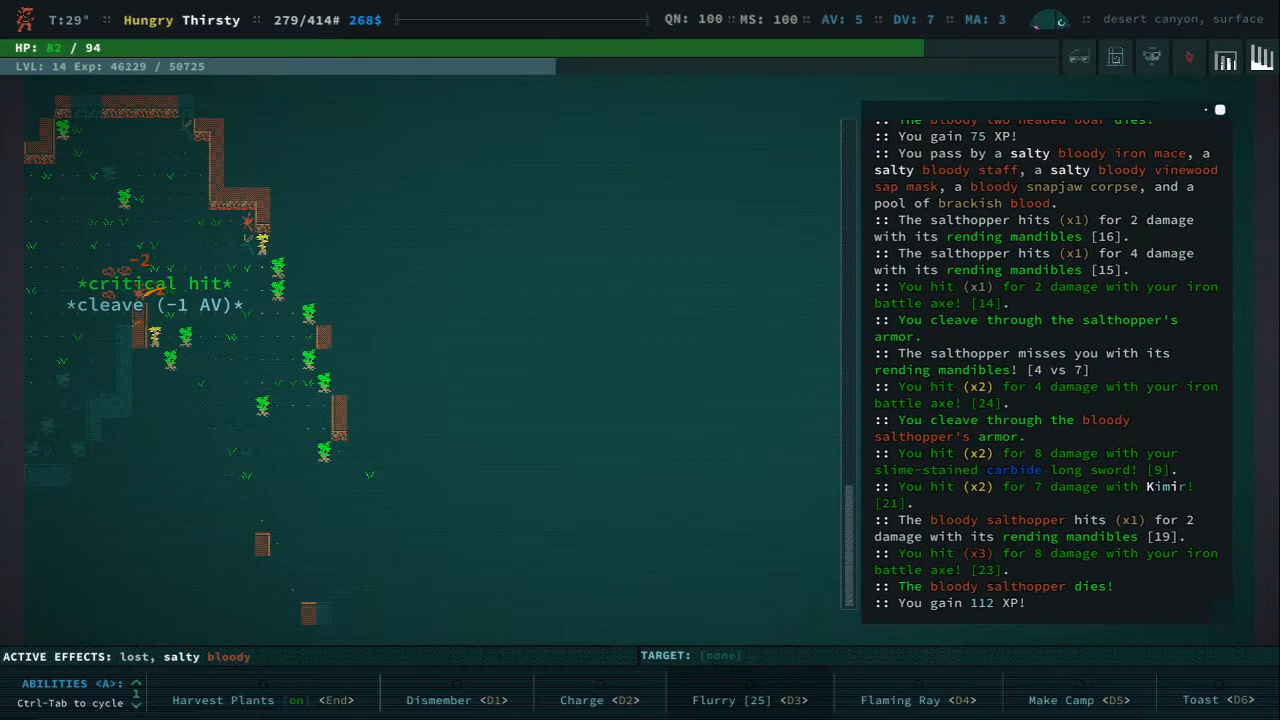 T:29° :: Hungry Thirsty :: 279/414# 268$ QN: 100 :: MS: 100 :: AV: 5 :: DV: 7 :: MA: 3 :: desert canyon, surface
HP: 82 / 94
LVL: 14 Exp: 46229 / 50725
:: The bloody two headed boar dies!
:: You gain 75 XP!
:: You pass by a salty bloody iron mace, a
salty bloody staff, a salty bloody vinewood
sap mask, a bloody snapjaw corpse, and a
pool of brackish blood.
:: The salthopper hits (x1) for 2 damage
with its rending mandibles [16].
:: The salthopper hits (x1) for 4 damage
with its rending mandibles [15].
:: You hit (x1) for 2 damage with your iron
battle axe! [14].
:: You cleave through the salthopper's
armor.
:: The salthopper misses you with its
rending mandibles! [4 vs 7]
:: You hit (x2) for 4 damage with your iron
battle axe! [24].
:: You cleave through the bloody
salthopper's armor.
:: You hit (x2) for 8 damage with your
slime-stained carbide long sword! [9].
:: You hit (x2) for 7 damage with Kimir!
[21].
:: The bloody salthopper hits (x1) for 2
damage with its rending mandibles [19].
:: You hit (x3) for 8 damage with your iron
battle axe! [23].
:: The bloody salthopper dies!
:: You gain 112 XP!
-2
*critical hit*
*cleave (-1 AV)*
ACTIVE EFFECTS: lost, salty bloody
TARGET: [none]
ABILITIES <A>: 1
Ctrl-Tab to cycle
Harvest Plants [on] <End>
Dismember <D1>
Charge <D2>
Flurry [25] <D3>
Flaming Ray <D4>
Make Camp <D5>
Toast <D6>